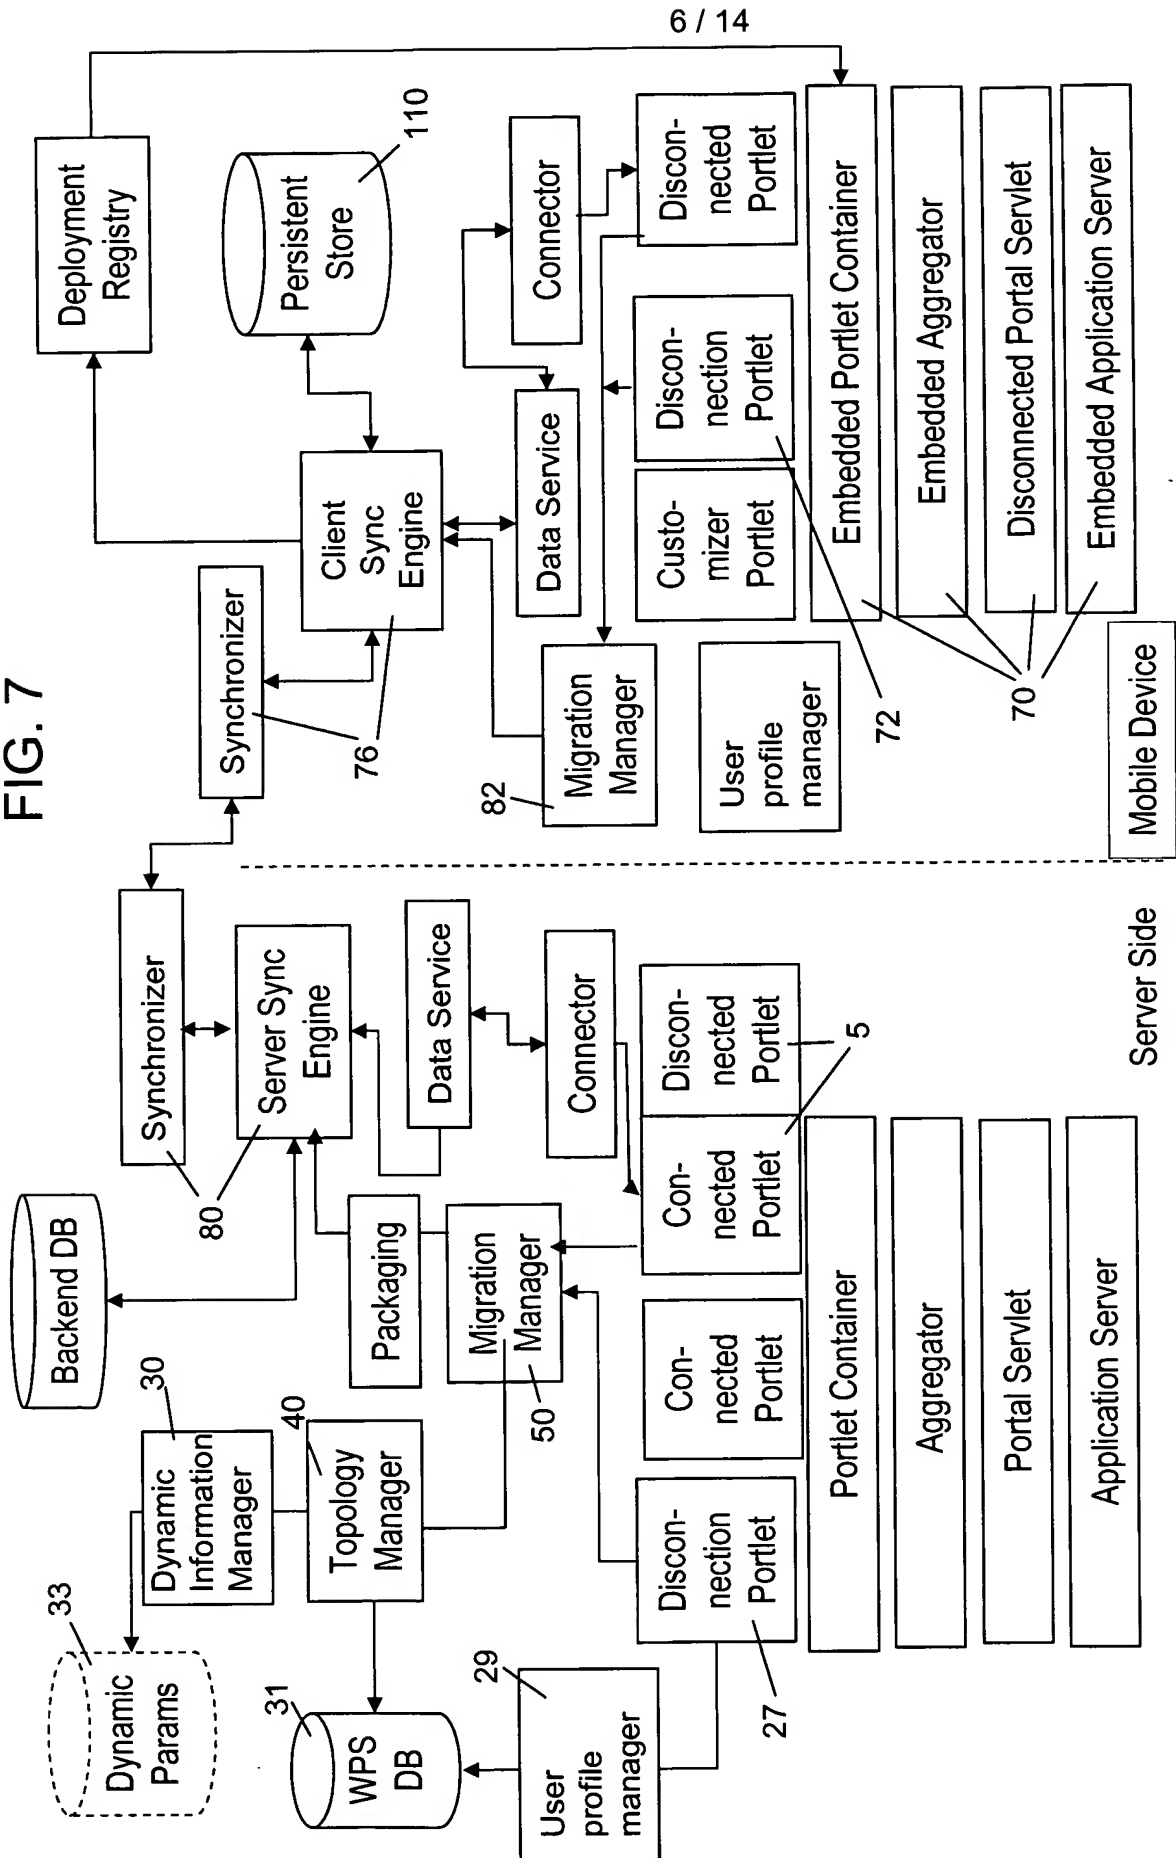 6 / 14
FIG. 7
Dynamic
Params
33
Dynamic
Information
Manager
30
Backend DB
Synchronizer
80
Server Sync
Engine
WPS
DB
31
Topology
Manager
40
Packaging
Migration
Manager
50
Data Service
Connector
User
profile
manager
29
Discon-
nection
Portlet
27
Con-
nected
Portlet
Con-
nected
Portlet
Discon-
nected
Portlet
5
Portlet Container
Aggregator
Portal Servlet
Application Server
Server Side
Synchronizer
76
Client
Sync
Engine
Deployment
Registry
Persistent
Store
110
Data Service
Connector
Migration
Manager
82
User
profile
manager
Custo-
mizer
Portlet
Discon-
nection
Portlet
72
Discon-
nected
Portlet
Embedded Portlet Container
Embedded Aggregator
Disconnected Portal Servlet
Embedded Application Server
70
Mobile Device